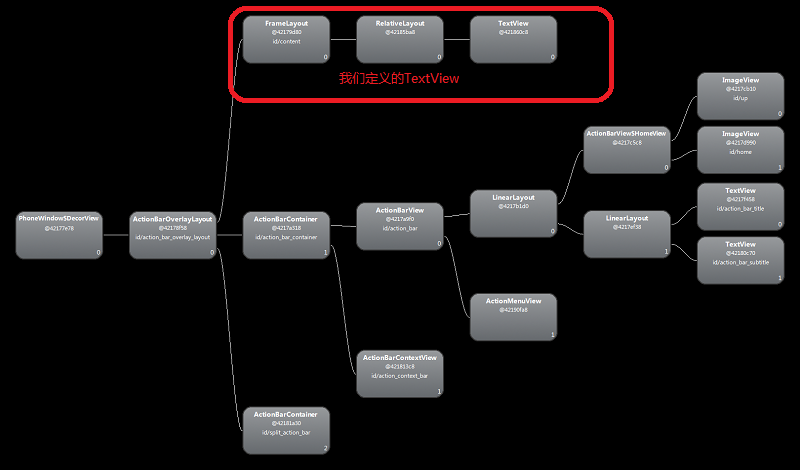 FrameLayout
@42179d80
id/content
0
RelativeLayout
@42185ba8
0
TextView
@421860c8
0
我们定义的TextView
ImageView
@4217cb10
id/up
0
ActionBarView$HomeView
@4217c5c8
0
ImageView
@4217d990
id/home
1
PhoneWindow$DecorView
@42177e78
0
ActionBarOverlayLayout
@42178f58
id/action_bar_overlay_layout
0
ActionBarContainer
@4217a318
id/action_bar_container
1
ActionBarView
@4217a9f0
id/action_bar
0
LinearLayout
@4217b1d0
0
LinearLayout
@4217ef38
1
TextView
@4217f458
id/action_bar_title
0
TextView
@42180c70
id/action_bar_subtitle
1
ActionMenuView
@42190fa8
1
ActionBarContextView
@421813c8
id/action_context_bar
1
ActionBarContainer
@42181a30
id/split_action_bar
2